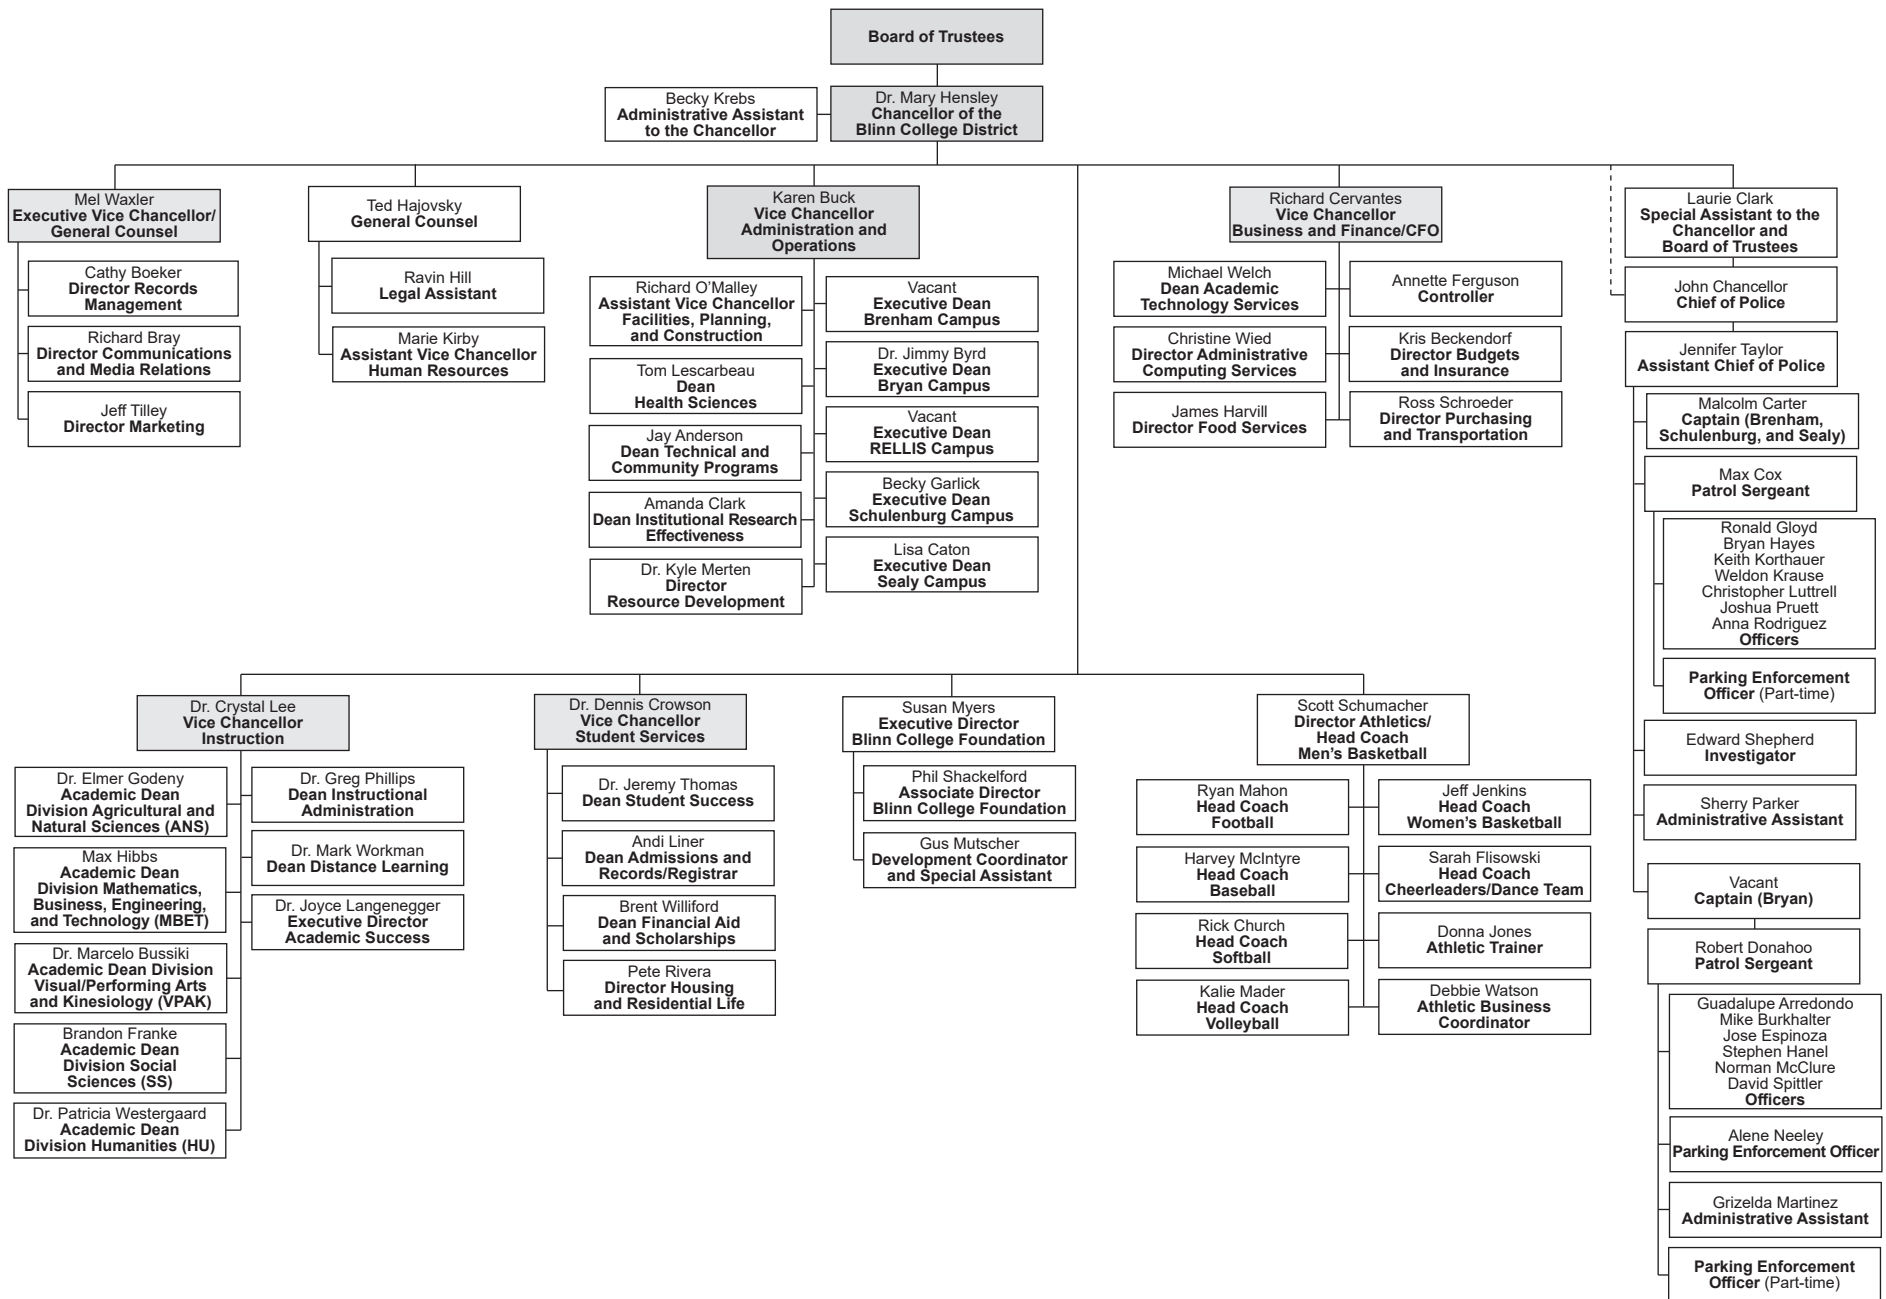 Board of Trustees
Becky Krebs
Administrative Assistant
to the Chancellor
Dr. Mary Hensley
Chancellor of the
Blinn College District
Mel Waxler
Executive Vice Chancellor/
General Counsel
Cathy Boeker
Director Records
Management
Richard Bray
Director Communications
and Media Relations
Jeff Tilley
Director Marketing
Ted Hajovsky
General Counsel
Ravin Hill
Legal Assistant
Marie Kirby
Assistant Vice Chancellor
Human Resources
Karen Buck
Vice Chancellor
Administration and
Operations
Richard O’Malley
Assistant Vice Chancellor
Facilities, Planning,
and Construction
Tom Lescarbeau
Dean
Health Sciences
Jay Anderson
Dean Technical and
Community Programs
Amanda Clark
Dean Institutional Research
Effectiveness
Dr. Kyle Merten
Director
Resource Development
Vacant
Executive Dean
Brenham Campus
Dr. Jimmy Byrd
Executive Dean
Bryan Campus
Vacant
Executive Dean
RELLIS Campus
Becky Garlick
Executive Dean
Schulenburg Campus
Lisa Caton
Executive Dean
Sealy Campus
Richard Cervantes
Vice Chancellor
Business and Finance/CFO
Michael Welch
Dean Academic
Technology Services
Christine Wied
Director Administrative
Computing Services
James Harvill
Director Food Services
Annette Ferguson
Controller
Kris Beckendorf
Director Budgets
and Insurance
Ross Schroeder
Director Purchasing
and Transportation
Laurie Clark
Special Assistant to the
Chancellor and
Board of Trustees
John Chancellor
Chief of Police
Jennifer Taylor
Assistant Chief of Police
Malcolm Carter
Captain (Brenham,
Schulenburg, and Sealy)
Max Cox
Patrol Sergeant
Ronald Gloyd
Bryan Hayes
Keith Korthauer
Weldon Krause
Christopher Luttrell
Joshua Pruett
Anna Rodriguez
Officers
Parking Enforcement
Officer (Part-time)
Edward Shepherd
Investigator
Sherry Parker
Administrative Assistant
Vacant
Captain (Bryan)
Robert Donahoo
Patrol Sergeant
Guadalupe Arredondo
Mike Burkhalter
Jose Espinoza
Stephen Hanel
Norman McClure
David Spittler
Officers
Alene Neeley
Parking Enforcement Officer
Grizelda Martinez
Administrative Assistant
Parking Enforcement
Officer (Part-time)
Dr. Crystal Lee
Vice Chancellor
Instruction
Dr. Elmer Godeny
Academic Dean
Division Agricultural and
Natural Sciences (ANS)
Max Hibbs
Academic Dean
Division Mathematics,
Business, Engineering,
and Technology (MBET)
Dr. Marcelo Bussiki
Academic Dean Division
Visual/Performing Arts
and Kinesiology (VPAK)
Brandon Franke
Academic Dean
Division Social
Sciences (SS)
Dr. Patricia Westergaard
Academic Dean
Division Humanities (HU)
Dr. Greg Phillips
Dean Instructional
Administration
Dr. Mark Workman
Dean Distance Learning
Dr. Joyce Langenegger
Executive Director
Academic Success
Dr. Dennis Crowson
Vice Chancellor
Student Services
Dr. Jeremy Thomas
Dean Student Success
Andi Liner
Dean Admissions and
Records/Registrar
Brent Williford
Dean Financial Aid
and Scholarships
Pete Rivera
Director Housing
and Residential Life
Susan Myers
Executive Director
Blinn College Foundation
Phil Shackelford
Associate Director
Blinn College Foundation
Gus Mutscher
Development Coordinator
and Special Assistant
Scott Schumacher
Director Athletics/
Head Coach
Men’s Basketball
Ryan Mahon
Head Coach
Football
Harvey McIntyre
Head Coach
Baseball
Rick Church
Head Coach
Softball
Kalie Mader
Head Coach
Volleyball
Jeff Jenkins
Head Coach
Women’s Basketball
Sarah Flisowski
Head Coach
Cheerleaders/Dance Team
Donna Jones
Athletic Trainer
Debbie Watson
Athletic Business
Coordinator